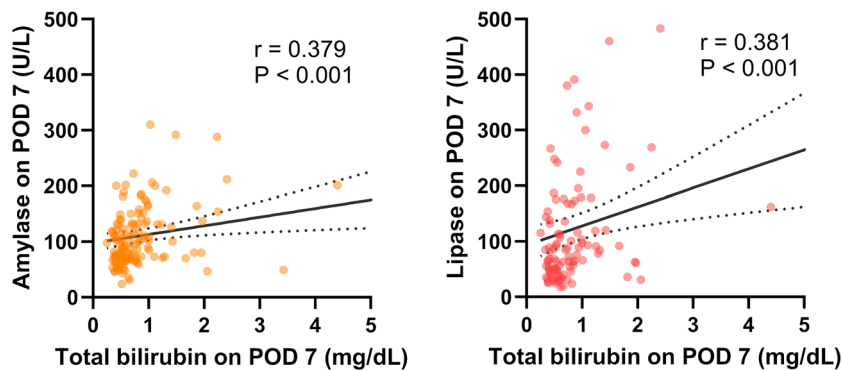 Amylase on POD 7 (U/L)
500
400
300
200
100
0
r = 0.379
P < 0.001
0 1 2 3 4 5
Total bilirubin on POD 7 (mg/dL)
Lipase on POD 7 (U/L)
500
400
300
200
100
0
r = 0.381
P < 0.001
0 1 2 3 4 5
Total bilirubin on POD 7 (mg/dL)